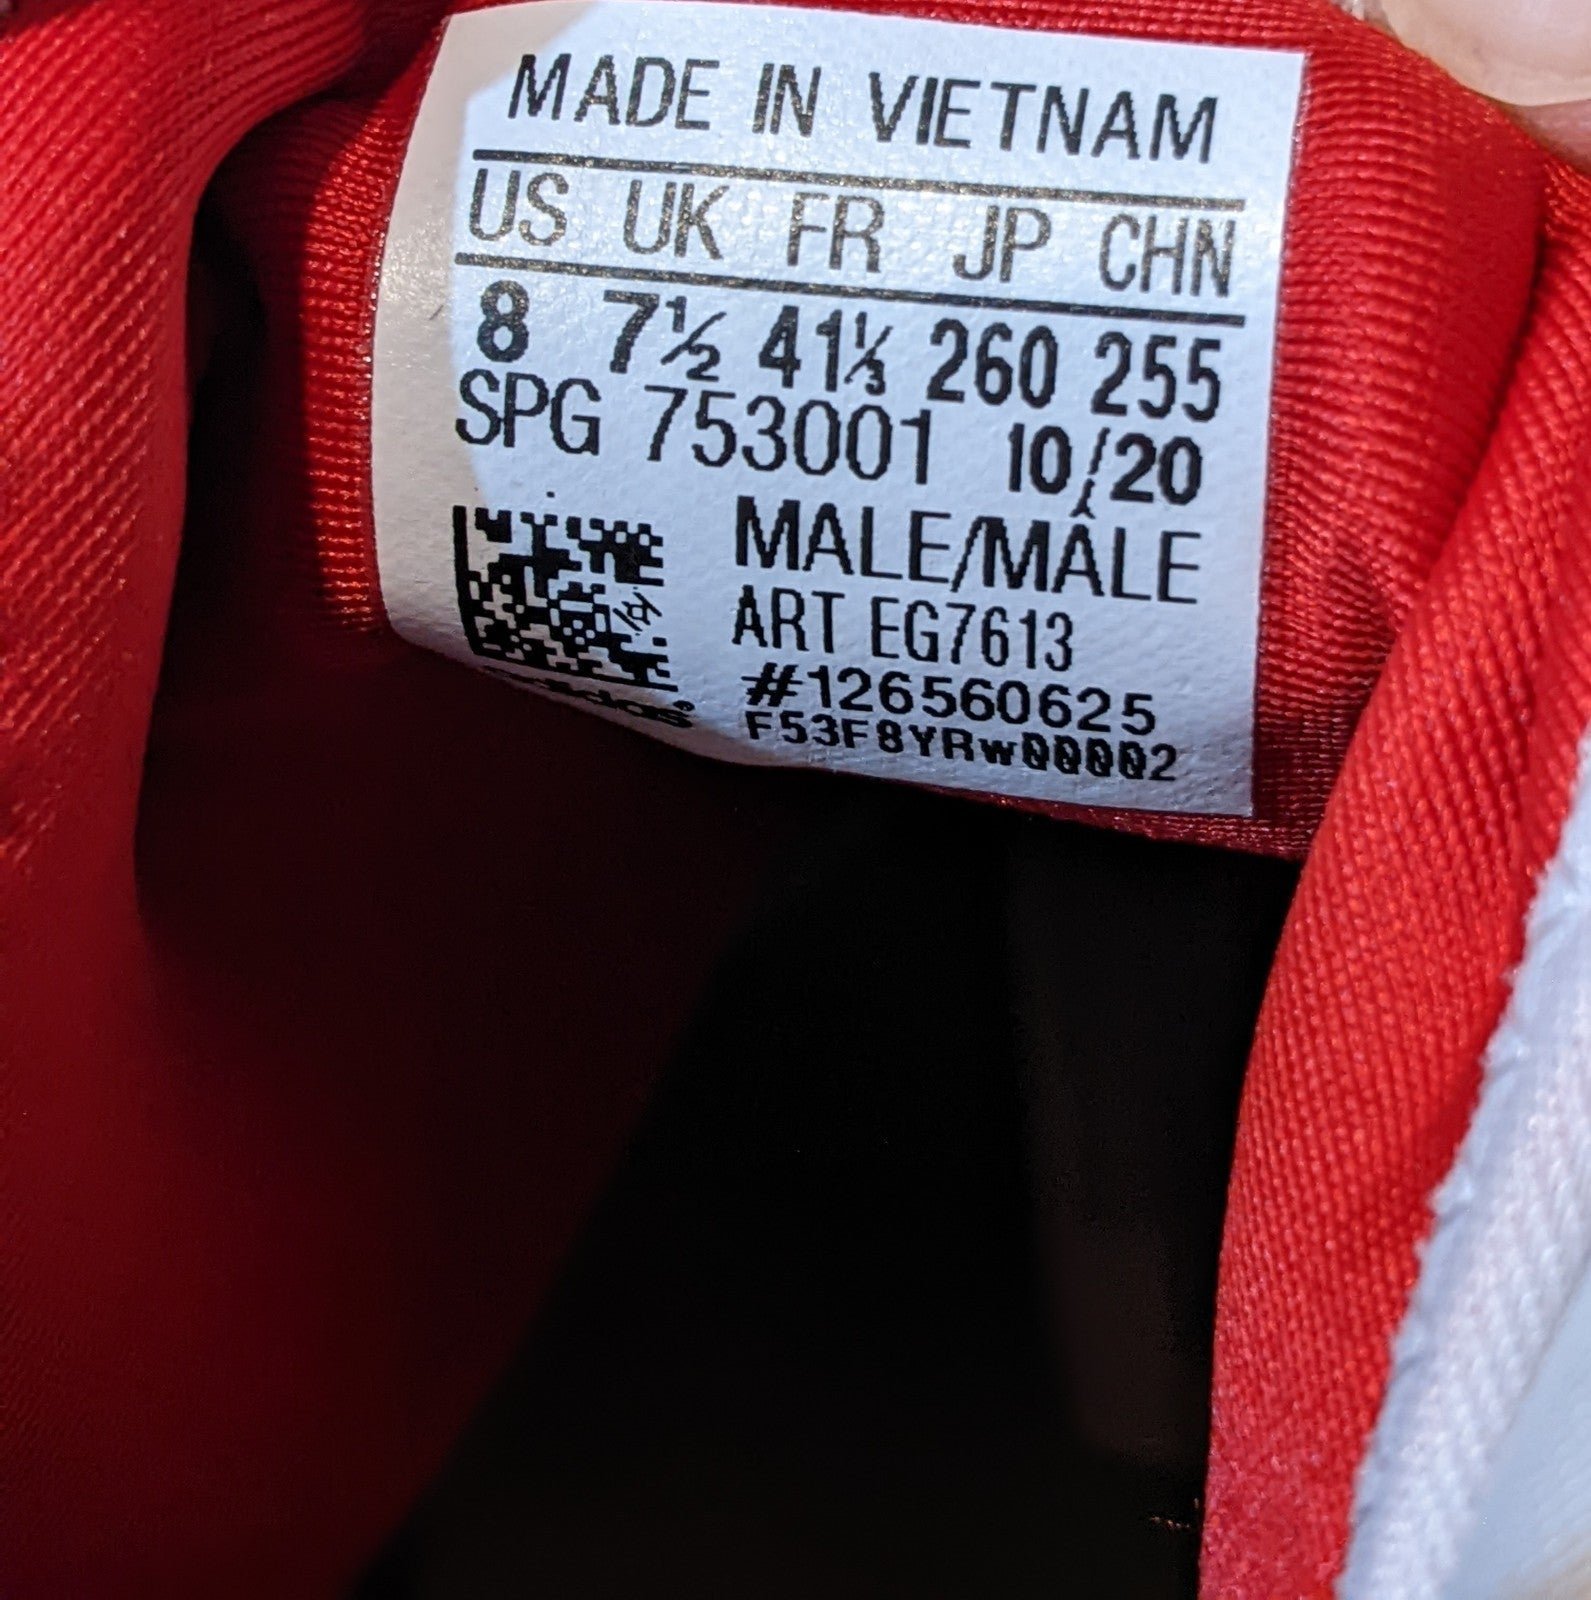 MADE IN VIETNAM
US UK FR JP CHN
8 7½ 41⅓ 260 255
SPG 753001 10/20
MALE/MÂLE
ART EG7613
#126560625
F53F8YRW00002
adidas®